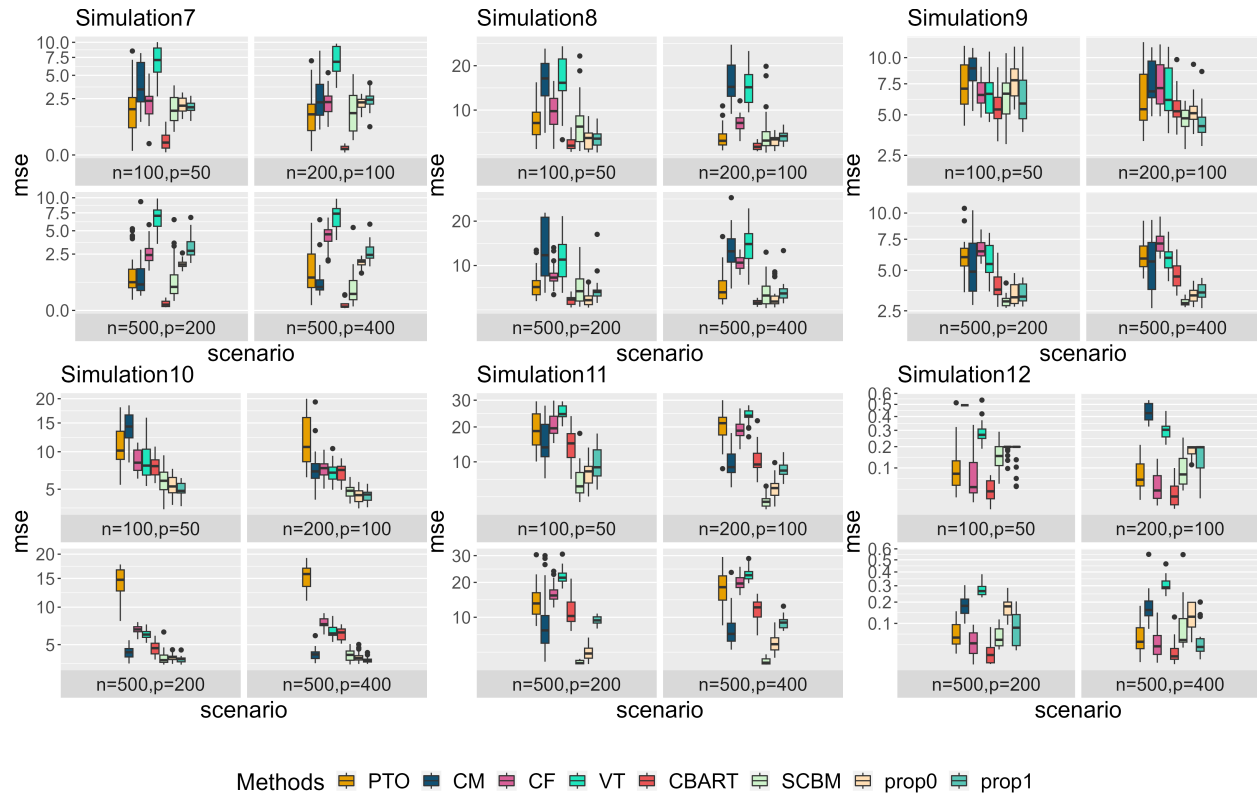 Simulation7
Simulation8
Simulation9
mse
10.0
7.5
5.0
2.5
0.0
n=100,p=50
n=200,p=100
10.0
7.5
5.0
2.5
0.0
n=500,p=200
n=500,p=400
scenario
mse
20
10
n=100,p=50
n=200,p=100
20
10
n=500,p=200
n=500,p=400
scenario
mse
10.0
7.5
5.0
2.5
n=100,p=50
n=200,p=100
10.0
7.5
5.0
2.5
n=500,p=200
n=500,p=400
scenario
Simulation10
Simulation11
Simulation12
mse
20
15
10
5
n=100,p=50
n=200,p=100
20
15
10
5
n=500,p=200
n=500,p=400
scenario
mse
30
20
10
n=100,p=50
n=200,p=100
30
20
10
n=500,p=200
n=500,p=400
scenario
mse
0.6
0.5
0.4
0.3
0.2
0.1
n=100,p=50
n=200,p=100
0.6
0.5
0.4
0.3
0.2
0.1
n=500,p=200
n=500,p=400
scenario
Methods PTO CM CF VT CBART SCBM prop0 prop1